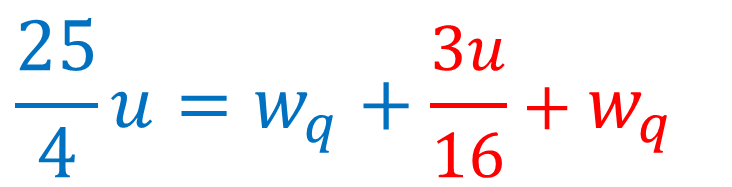 25/4 u = w_q + 3u/16 + w_q